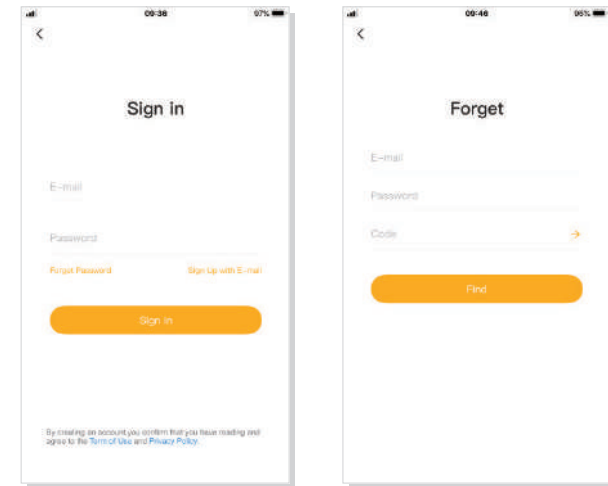 09:36
97%
Sign in
E-mail
Password
Forget Password
Sign Up with E-mail
Sign in
By creating an account you confirm that you have reading and
agree to the Term of Use and Privacy Policy.
09:46
96%
Forget
E-mail
Password
Code
Find